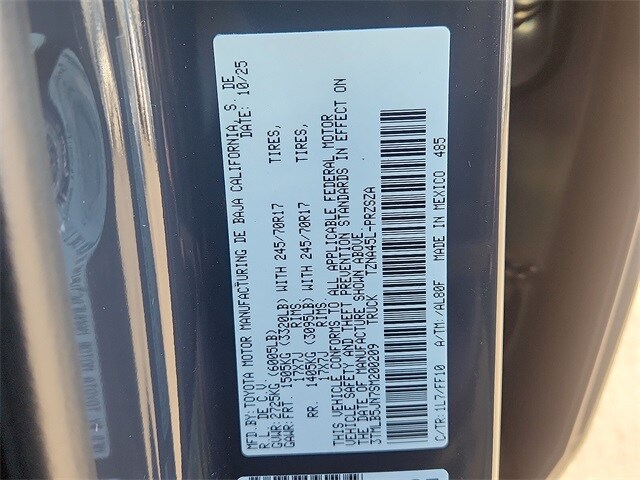 MFD.BY:TOYOTA MOTOR MANUFACTURING DE BAJA CALIFORNIA S. DE
R.L. DE C.V. DATE: 10/25
GVWR: 2725KG (6005LB)
GAWR: FRT. 1505KG (3320LB) WITH 245/70R17 TIRES,
17X7J RIMS
RR. 1405KG (3095LB) WITH 245/70R17 TIRES,
17X7J RIMS.
THIS VEHICLE CONFORMS TO ALL APPLICABLE FEDERAL MOTOR
VEHICLE SAFETY AND THEFT PREVENTION STANDARDS IN EFFECT ON
THE DATE OF MANUFACTURE SHOWN ABOVE.
3TMLB5JN7SM200209 TRUCK TZNA45L-PRZSZA
C/TR:1L7/FF10 A/TM:/AL80F MADE IN MEXICO 485